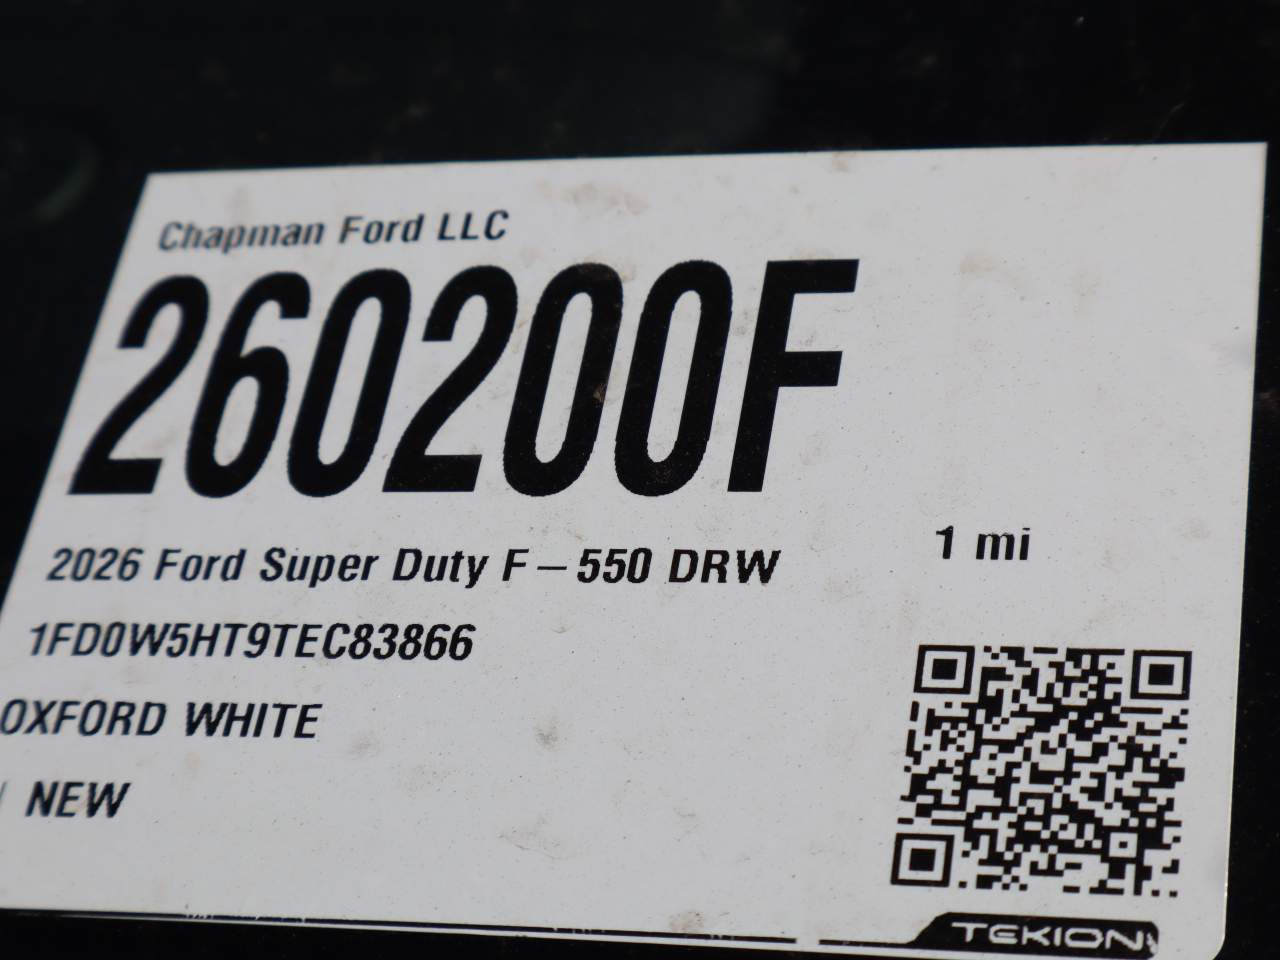 Chapman Ford LLC
260200F
2026 Ford Super Duty F-550 DRW
1 mi
1FD0W5HT9TEC83866
OXFORD WHITE
NEW
TEKION